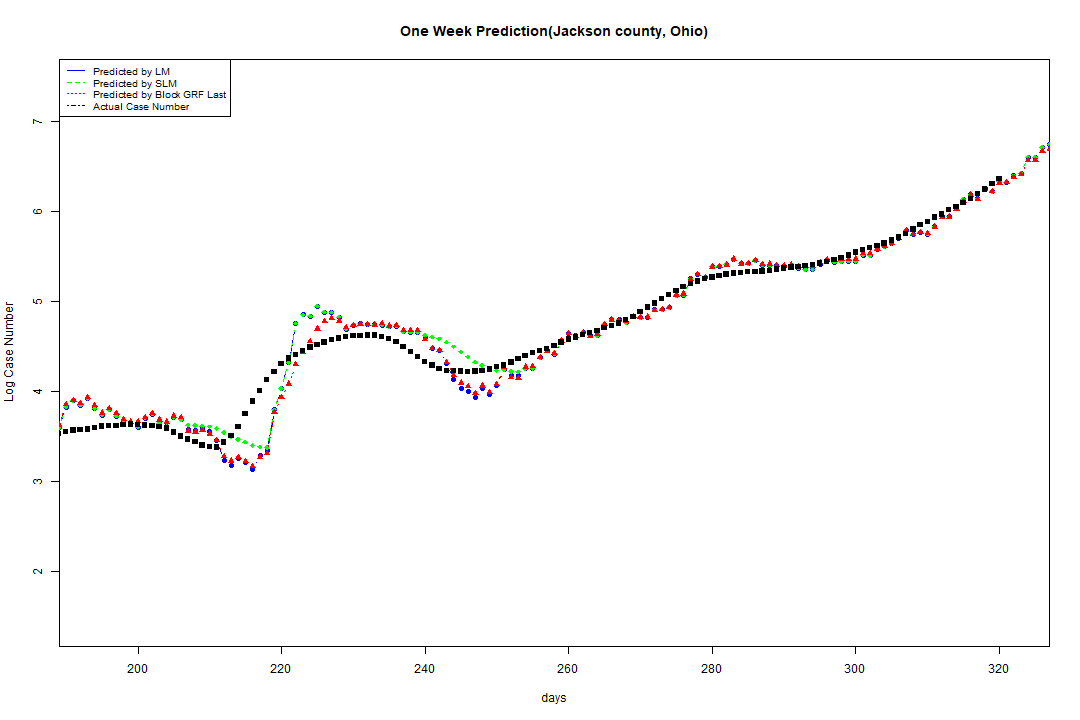 One Week Prediction(Jackson county, Ohio)
Predicted by LM
Predicted by SLM
Predicted by Block GRF Last
Actual Case Number
7
6
5
4
3
2
Log Case Number
200 220 240 260 280 300 320
days